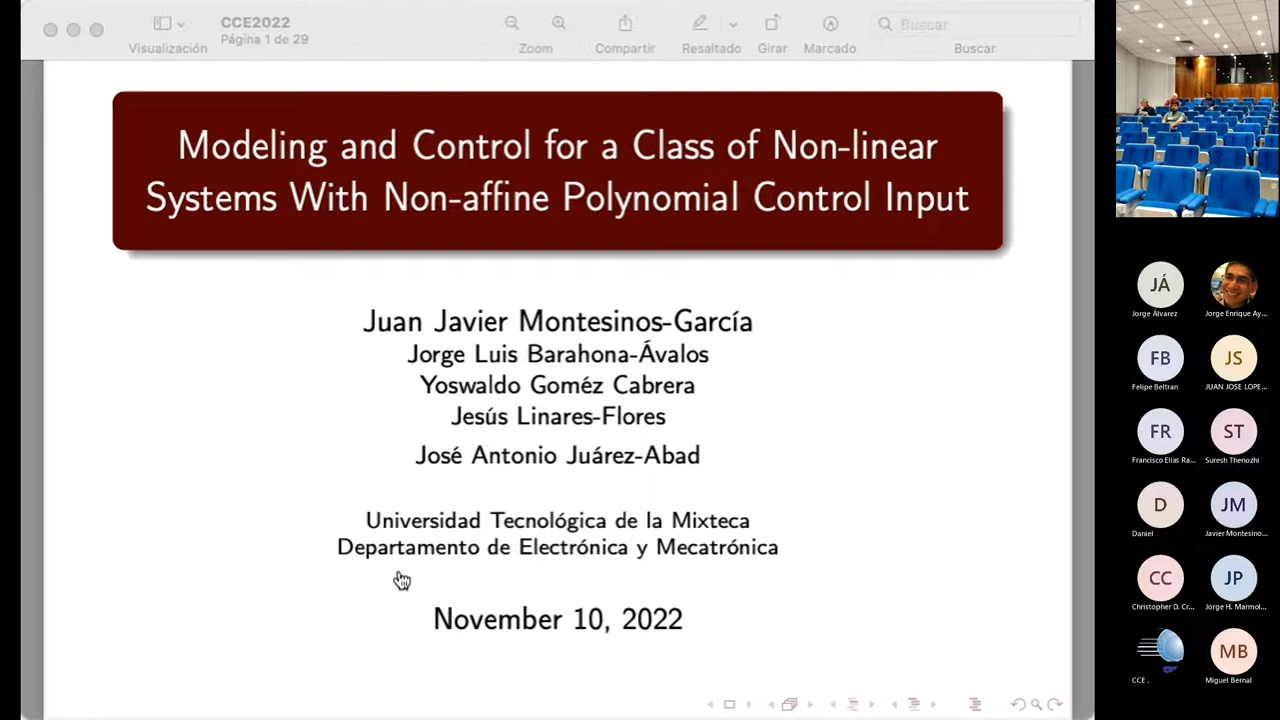 CCE2022
Página 1 de 29
Visualización
Zoom
Compartir
Resaltado
Girar
Marcado
Buscar
Buscar
Modeling and Control for a Class of Non-linear
Systems With Non-affine Polynomial Control Input
Juan Javier Montesinos-García
Jorge Luis Barahona-Ávalos
Yoswaldo Goméz Cabrera
Jesús Linares-Flores
José Antonio Juárez-Abad
Universidad Tecnológica de la Mixteca
Departamento de Electrónica y Mecatrónica
November 10, 2022
JÁ
Jorge Álvarez
Jorge Enrique Ay...
FB
Felipe Beltran
JS
JUAN JOSE LOPE...
FR
Francisco Elias Ra...
ST
Suresh Thenozhi
D
Daniel
JM
Javier Montesino...
CC
Christopher D. Cr...
JP
Jorge H. Marmol...
CCE .
MB
Miguel Bernal